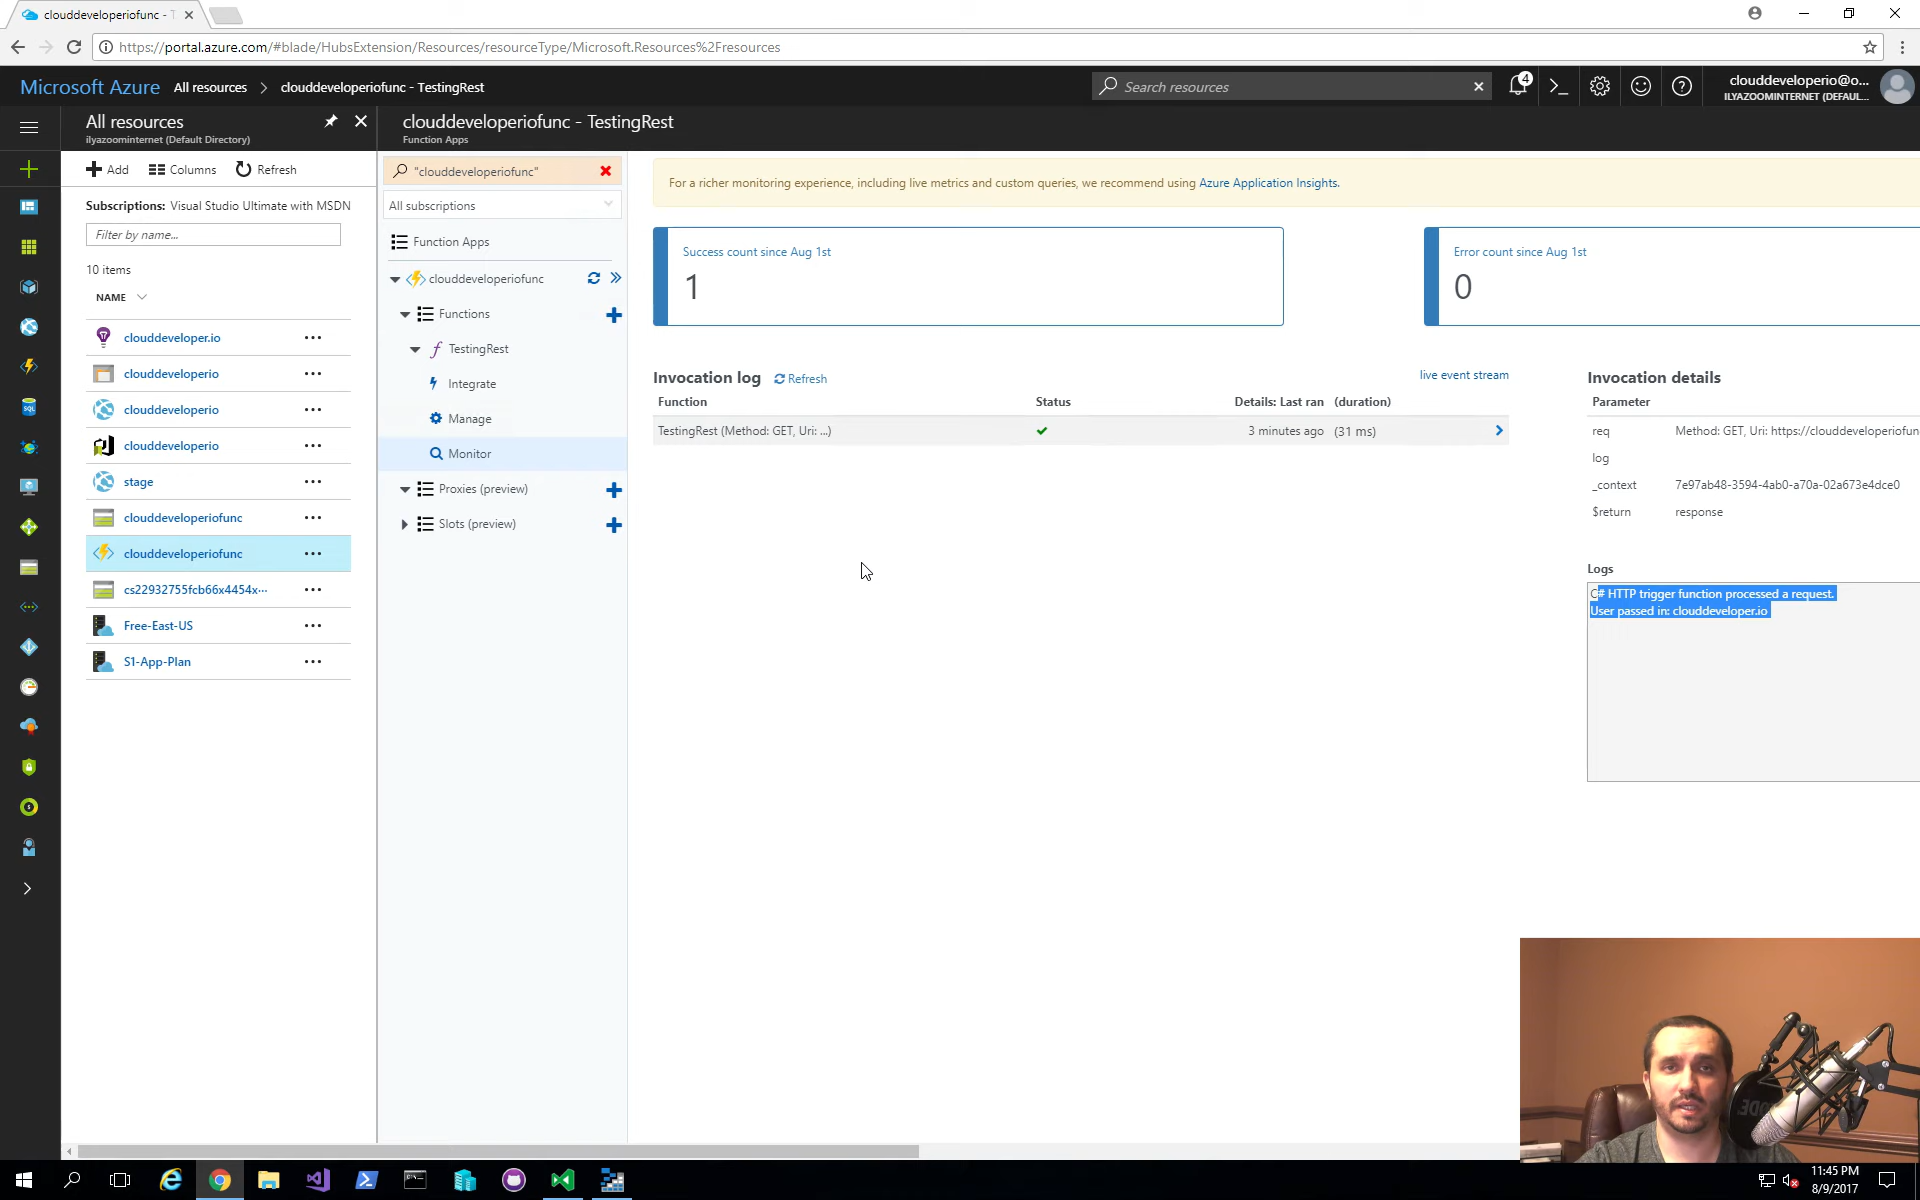 clouddeveloperiofunc - T
https://portal.azure.com/#blade/HubsExtension/Resources/resourceType/Microsoft.Resources%2Fresources
Microsoft Azure All resources > clouddeveloperiofunc - TestingRest
Search resources
4
clouddeveloperio@o...
ILYAZOOMINTERNET (DEFAUL...
All resources
ilyazoominternet (Default Directory)
Add Columns Refresh
Subscriptions: Visual Studio Ultimate with MSDN
Filter by name...
10 items
NAME
clouddeveloper.io ...
clouddeveloperio ...
clouddeveloperio ...
clouddeveloperio ...
stage ...
clouddeveloperiofunc ...
clouddeveloperiofunc ...
cs22932755fcb66x4454x... ...
Free-East-US ...
S1-App-Plan ...
SQL
clouddeveloperiofunc - TestingRest
Function Apps
"clouddeveloperiofunc"
All subscriptions
Function Apps
clouddeveloperiofunc
Functions
TestingRest
Integrate
Manage
Monitor
Proxies (preview)
Slots (preview)
For a richer monitoring experience, including live metrics and custom queries, we recommend using Azure Application Insights.
Success count since Aug 1st
1
Error count since Aug 1st
0
Invocation log Refresh
live event stream
Function Status Details: Last ran (duration)
TestingRest (Method: GET, Uri: ...) 3 minutes ago (31 ms)
Invocation details
Parameter
req Method: GET, Uri: https://clouddeveloperiofun
log
_context 7e97ab48-3594-4ab0-a70a-02a673e4dce0
$return response
Logs
C# HTTP trigger function processed a request.
User passed in: clouddeveloper.io
11:45 PM
8/9/2017